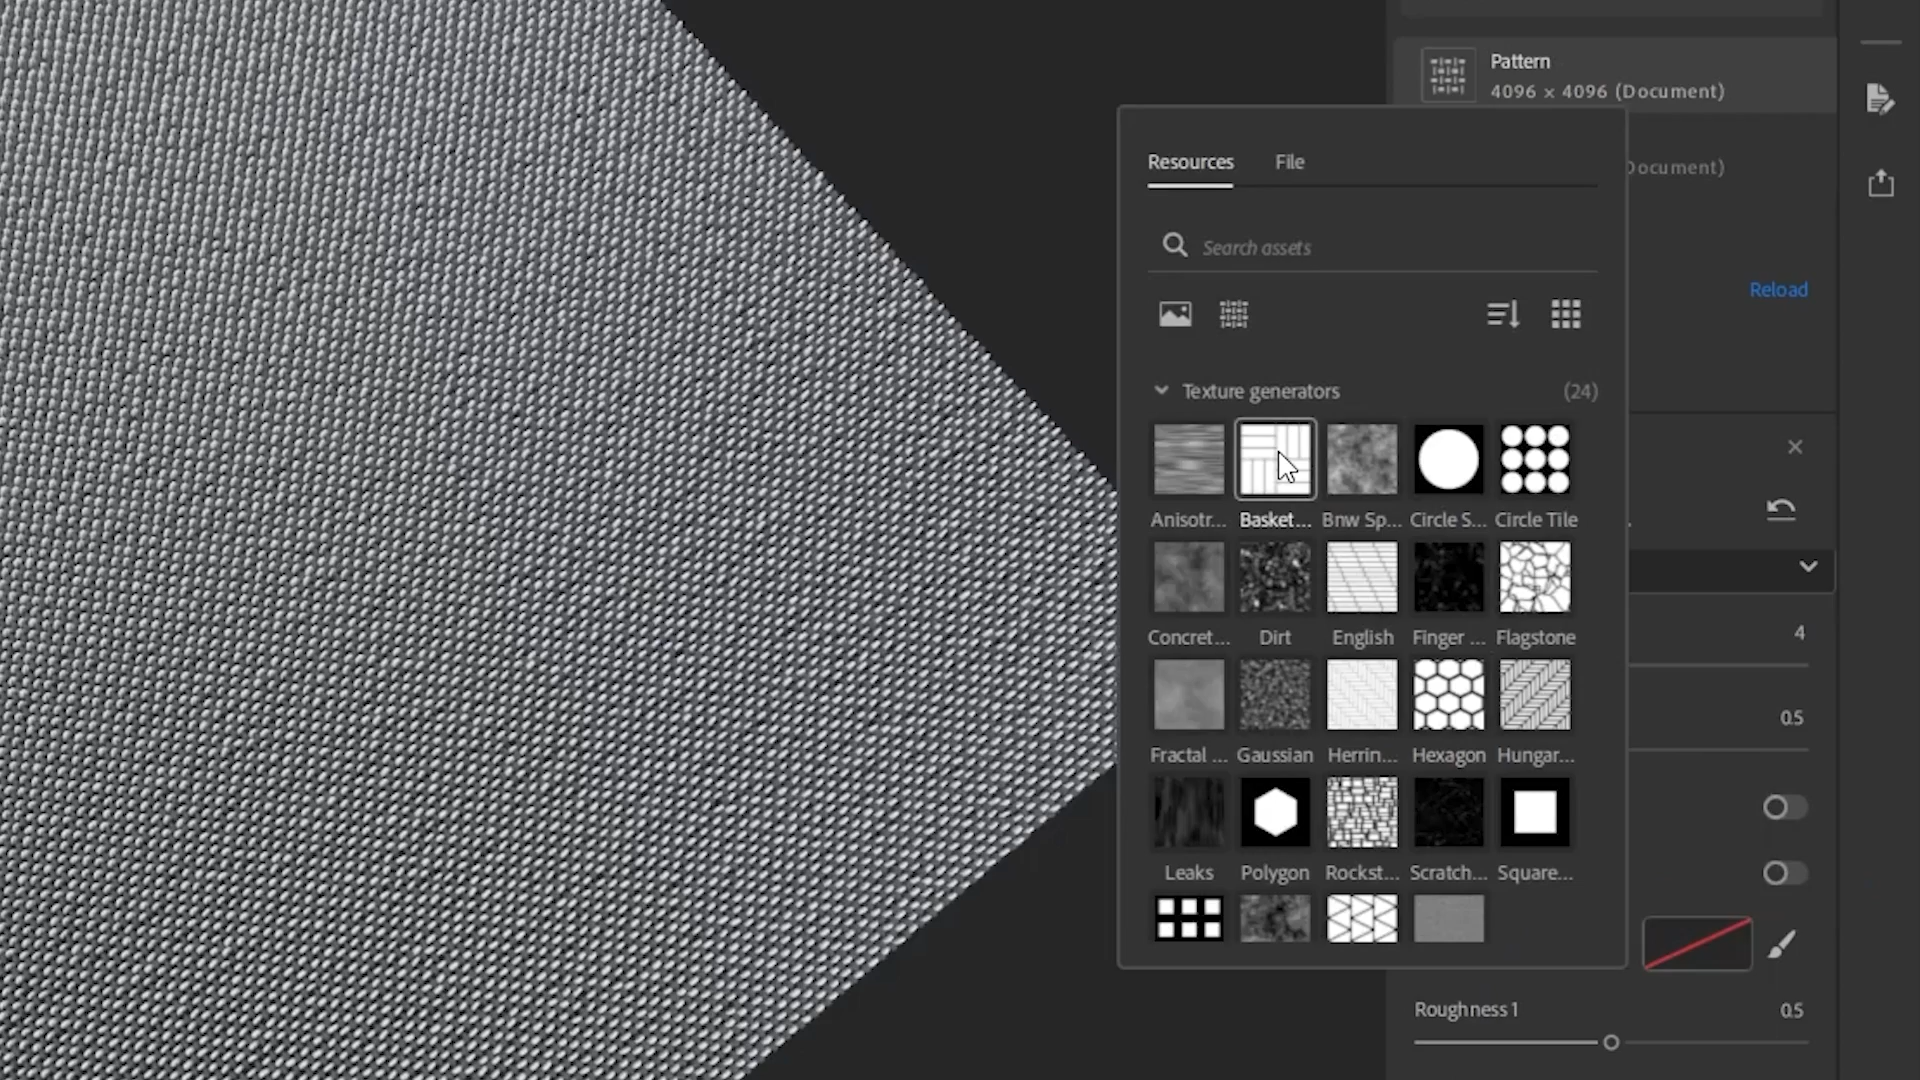 Pattern
4096 × 4096 (Document)
Resources
File
Document)
Search assets
Reload
Texture generators
(24)
Anisotr...
Basket...
Bnw Sp...
Circle S...
Circle Tile
Concret...
Dirt
English
Finger ...
Flagstone
4
Fractal ...
Gaussian
Herrin...
Hexagon
Hungar...
0.5
Leaks
Polygon
Rockst...
Scratch...
Square...
Roughness 1
0.5